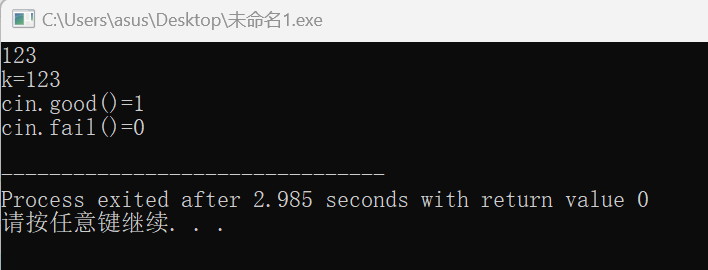 C:\Users\asus\Desktop\未命名1.exe
123
k=123
cin.good()=1
cin.fail()=0
--------------------------------
Process exited after 2.985 seconds with return value 0
请按任意键继续. . .